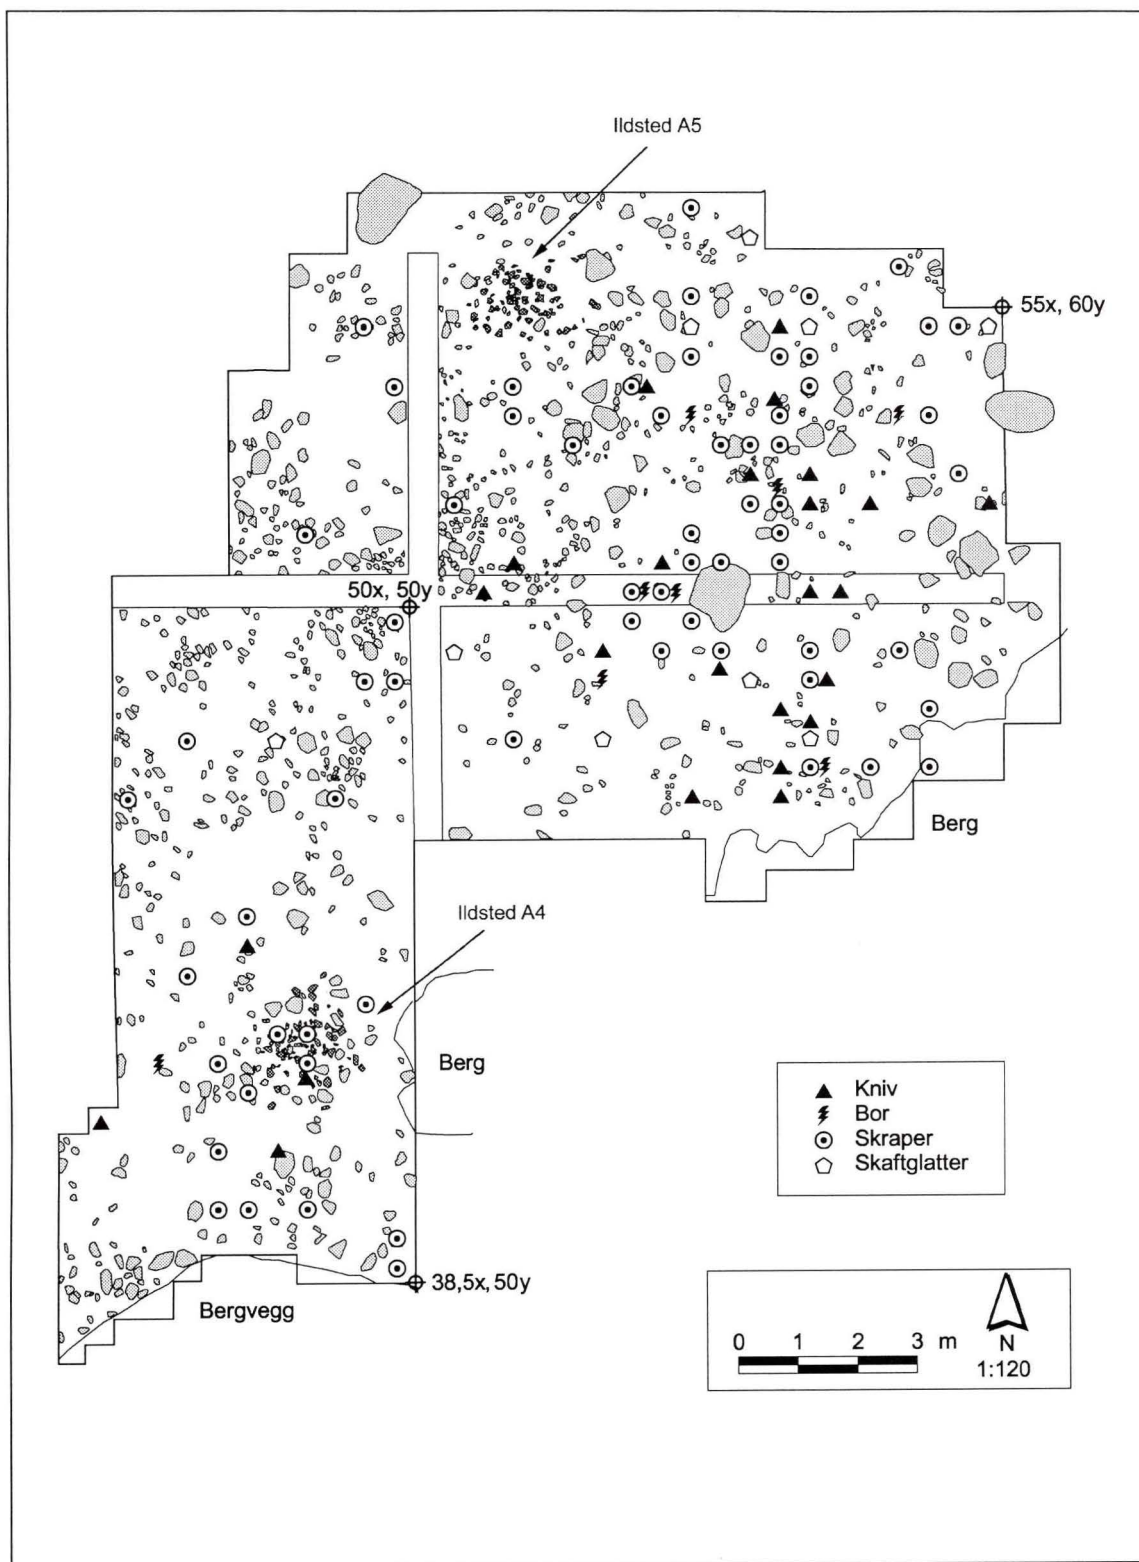 Ildsted A5
55x, 60y
50x, 50y
Berg
Ildsted A4
Berg
Kniv
Bor
Skraper
Skaftglatter
38,5x, 50y
Bergvegg
0 1 2 3 m
N
1:120